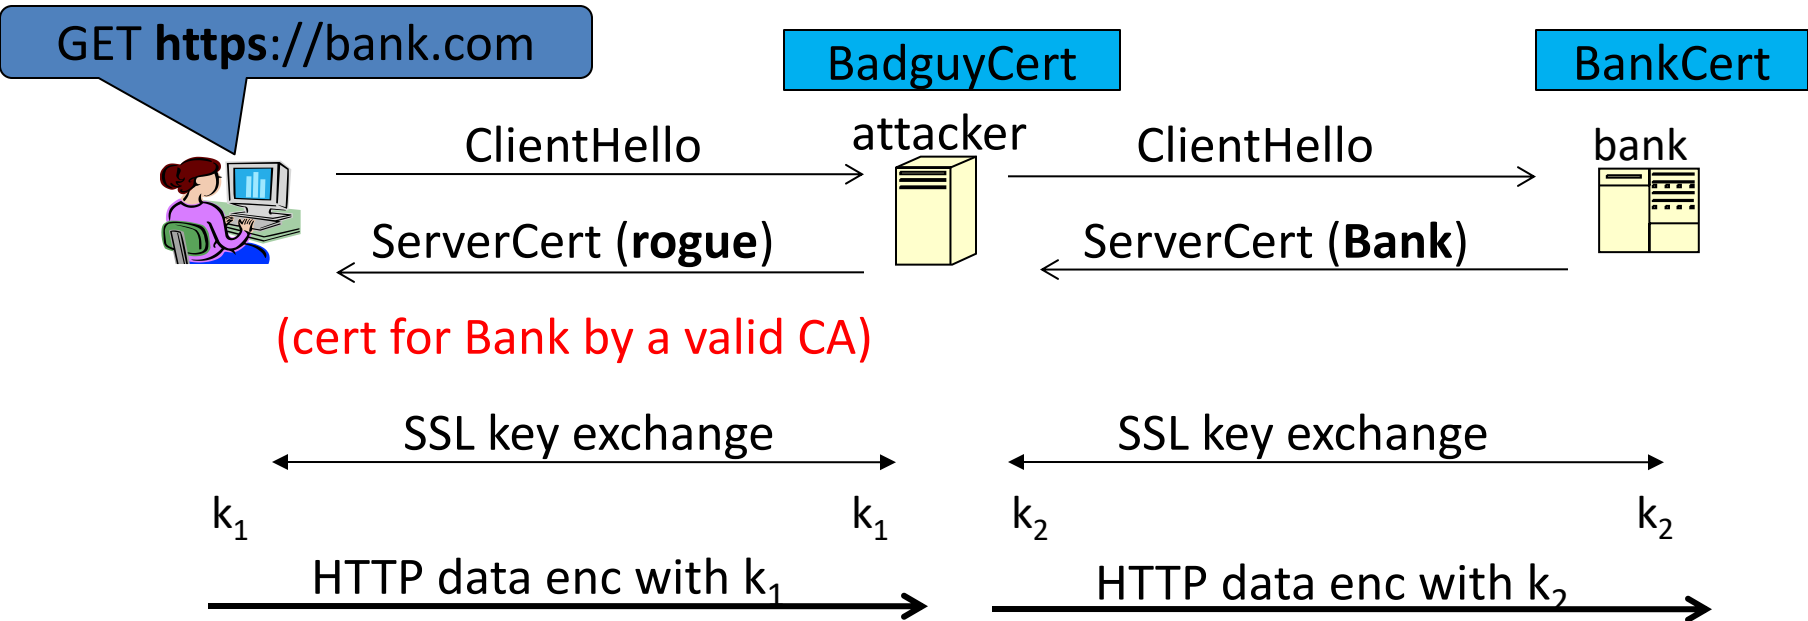 GET https://bank.com
BadguyCert
BankCert
attacker
bank
ClientHello
ClientHello
ServerCert (rogue)
ServerCert (Bank)
(cert for Bank by a valid CA)
SSL key exchange
SSL key exchange
k1
k1
k2
k2
HTTP data enc with k1
HTTP data enc with k2